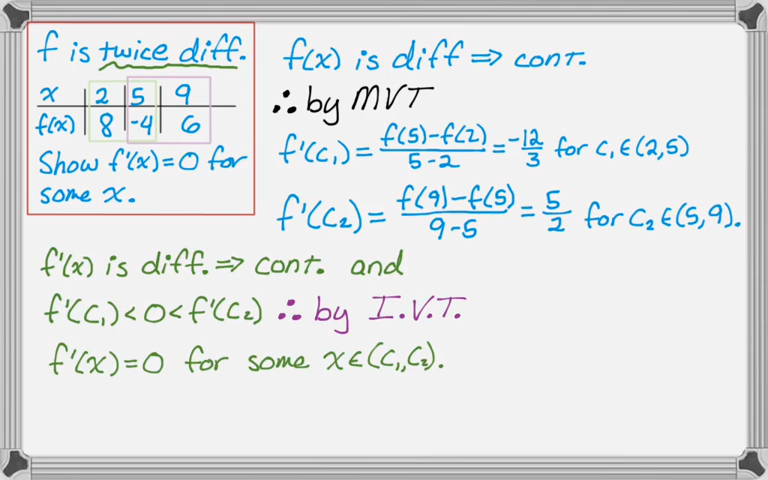 f is twice diff.
x | 2 | 5 | 9
f(x) | 8 | -4 | 6
Show f'(x)=0 for
some x.
f(x) is diff ⇒ cont.
∴ by MVT
f'(c₁) = f(5)-f(2)/5-2 = -12/3 for c₁∈(2,5)
f'(c₂) = f(9)-f(5)/9-5 = 5/2 for c₂∈(5,9).
f'(x) is diff. ⇒ cont. and
f'(c₁)<0<f'(c₂) ∴ by I.V.T.
f'(x)=0 for some x∈(c₁,c₂).